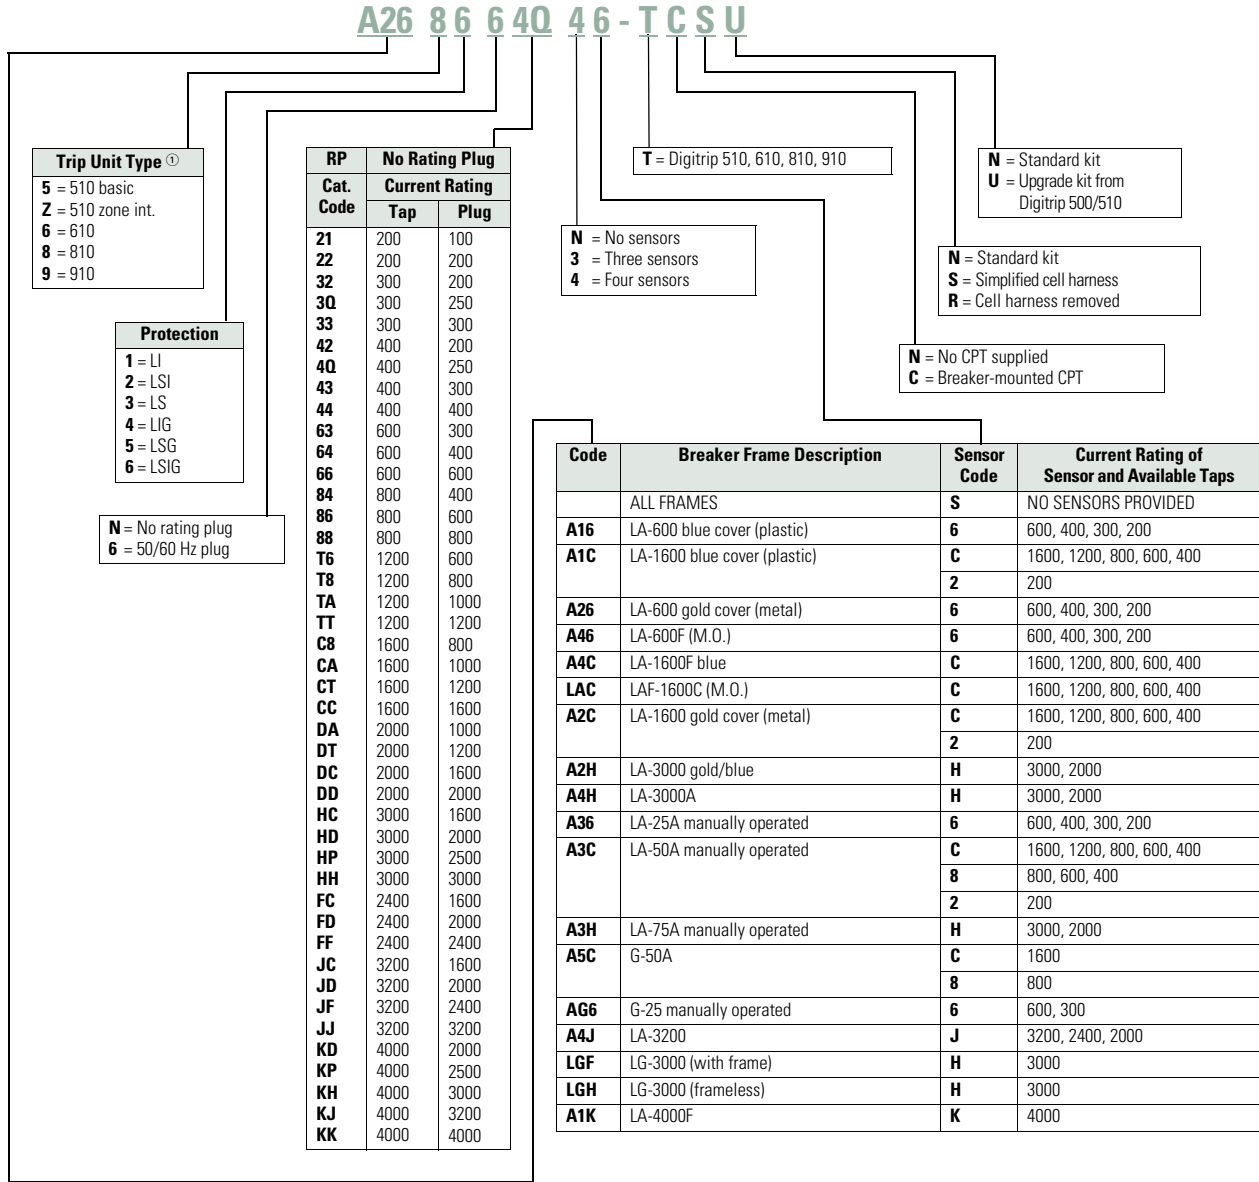 A26 8 6 6 4Q 4 6 - T C S U
Trip Unit Type ①
5 = 510 basic
Z = 510 zone int.
6 = 610
8 = 810
9 = 910
Protection
1 = LI
2 = LSI
3 = LS
4 = LIG
5 = LSG
6 = LSIG
N = No rating plug
6 = 50/60 Hz plug
RP No Rating Plug
Cat. Code Current Rating
Tap Plug
21 200 100
22 200 200
32 300 200
3Q 300 250
33 300 300
42 400 200
4Q 400 250
43 400 300
44 400 400
63 600 300
64 600 400
66 600 600
84 800 400
86 800 600
88 800 800
T6 1200 600
T8 1200 800
TA 1200 1000
TT 1200 1200
C8 1600 800
CA 1600 1000
CT 1600 1200
CC 1600 1600
DA 2000 1000
DT 2000 1200
DC 2000 1600
DD 2000 2000
HC 3000 1600
HD 3000 2000
HP 3000 2500
HH 3000 3000
FC 2400 1600
FD 2400 2000
FF 2400 2400
JC 3200 1600
JD 3200 2000
JF 3200 2400
JJ 3200 3200
KD 4000 2000
KP 4000 2500
KH 4000 3000
KJ 4000 3200
KK 4000 4000
T = Digitrip 510, 610, 810, 910
N = No sensors
3 = Three sensors
4 = Four sensors
N = Standard kit
U = Upgrade kit from
Digitrip 500/510
N = Standard kit
S = Simplified cell harness
R = Cell harness removed
N = No CPT supplied
C = Breaker-mounted CPT
Code Breaker Frame Description Sensor Code Current Rating of Sensor and Available Taps
ALL FRAMES S NO SENSORS PROVIDED
A16 LA-600 blue cover (plastic) 6 600, 400, 300, 200
A1C LA-1600 blue cover (plastic) C 1600, 1200, 800, 600, 400
2 200
A26 LA-600 gold cover (metal) 6 600, 400, 300, 200
A46 LA-600F (M.O.) 6 600, 400, 300, 200
A4C LA-1600F blue C 1600, 1200, 800, 600, 400
LAC LAF-1600C (M.O.) C 1600, 1200, 800, 600, 400
A2C LA-1600 gold cover (metal) C 1600, 1200, 800, 600, 400
2 200
A2H LA-3000 gold/blue H 3000, 2000
A4H LA-3000A H 3000, 2000
A36 LA-25A manually operated 6 600, 400, 300, 200
A3C LA-50A manually operated C 1600, 1200, 800, 600, 400
8 800, 600, 400
2 200
A3H LA-75A manually operated H 3000, 2000
A5C G-50A C 1600
8 800
AG6 G-25 manually operated 6 600, 300
A4J LA-3200 J 3200, 2400, 2000
LGF LG-3000 (with frame) H 3000
LGH LG-3000 (frameless) H 3000
A1K LA-4000F K 4000